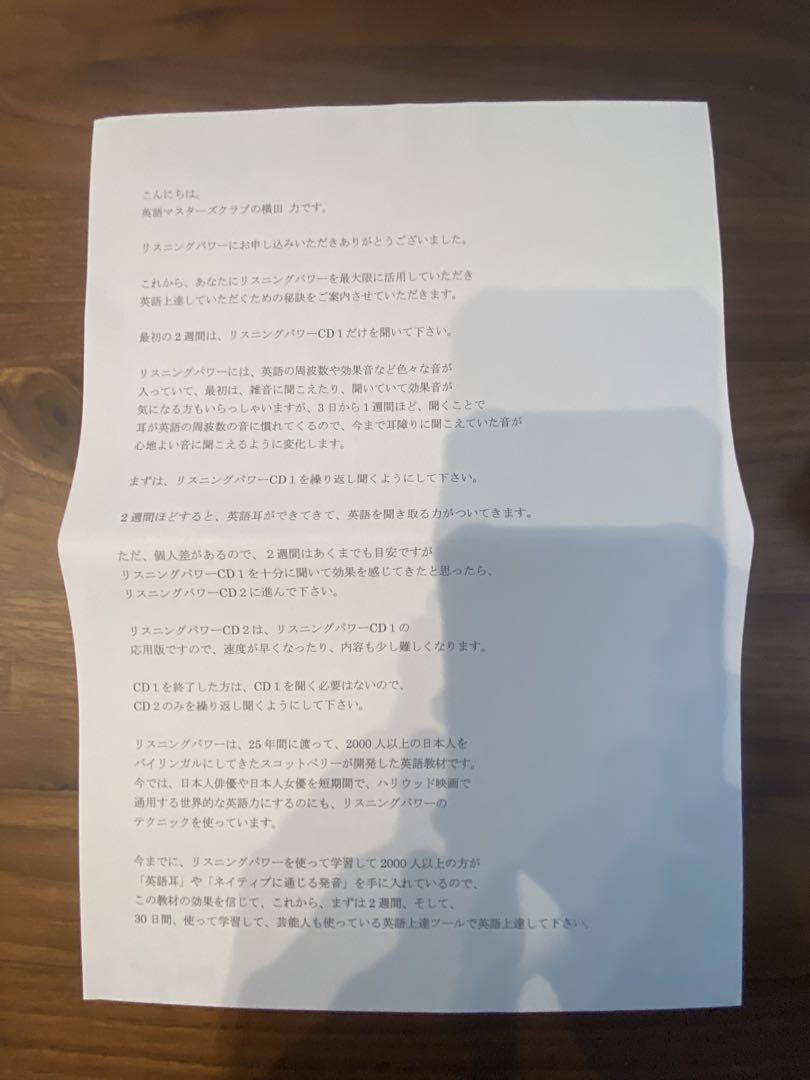 こんにちは。
英語マスターズクラブの横田 力です。
リスニングパワーにお申し込みいただきありがとうございました。
これから、あなたにリスニングパワーを最大限に活用していただき
英語上達していただくための秘訣をご案内させていただきます。
最初の2週間は、リスニングパワーCD1だけを聞いて下さい。
リスニングパワーには、英語の周波数や効果音など色々な音が
入っていて、最初は、雑音に聞こえたり、聞いていて効果音が
気になる方もいらっしゃいますが、3日から1週間ほど、聞くことで
耳が英語の周波数の音に慣れてくるので、今まで耳障りに聞こえていた音が
心地よい音に聞こえるように変化します。
まずは、リスニングパワーCD1を繰り返し聞くようにして下さい。
2週間ほどすると、英語耳ができてきて、英語を聞き取る力がついてきます。
ただ、個人差があるので、2週間はあくまでも目安ですが
リスニングパワーCD1を十分に聞いて効果を感じてきたと思ったら、
リスニングパワーCD2に進んで下さい。
リスニングパワーCD2は、リスニングパワーCD1の
応用版ですので、速度が早くなったり、内容も少し難しくなります。
CD1を終了した方は、CD1を聞く必要はないので、
CD2のみを繰り返し聞くようにして下さい。
リスニングパワーは、25年間に渡って、2000人以上の日本人を
バイリンガルにしてきたスコットペリーが開発した英語教材です。
今では、日本人俳優や日本人女優を短期間で、ハリウッド映画で
通用する世界的な英語力にするのにも、リスニングパワーの
テクニックを使っています。
今までに、リスニングパワーを使って学習して2000人以上の方が
「英語耳」や「ネイティブに通じる発音」を手に入れているので、
この教材の効果を信じて、これから、まずは2週間、そして、
30日間、使って学習して、芸能人も使っている英語上達ツールで英語上達して下さい。